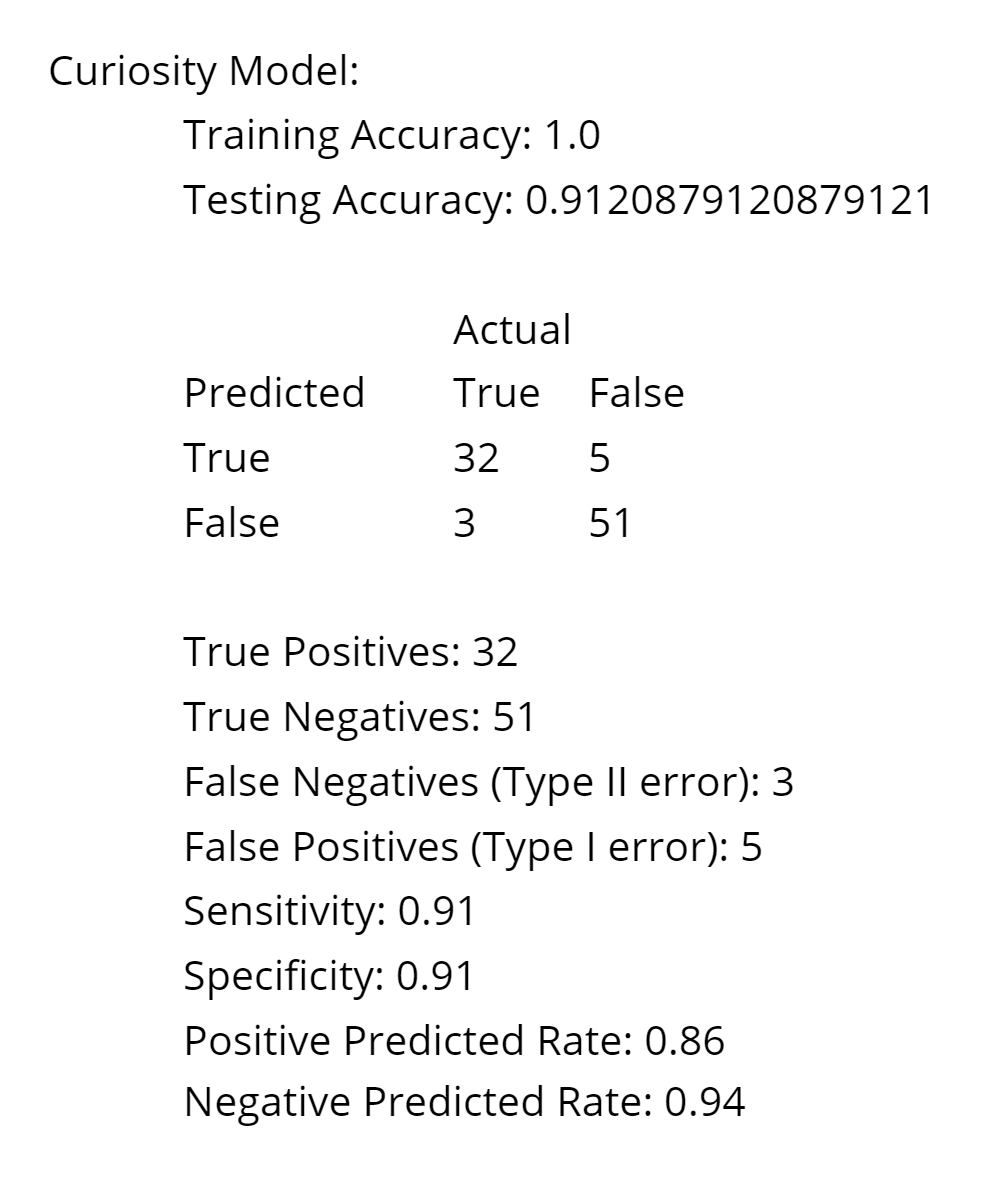 Curiosity Model:
Training Accuracy: 1.0
Testing Accuracy: 0.9120879120879121
Actual
Predicted True False
True 32 5
False 3 51
True Positives: 32
True Negatives: 51
False Negatives (Type II error): 3
False Positives (Type I error): 5
Sensitivity: 0.91
Specificity: 0.91
Positive Predicted Rate: 0.86
Negative Predicted Rate: 0.94